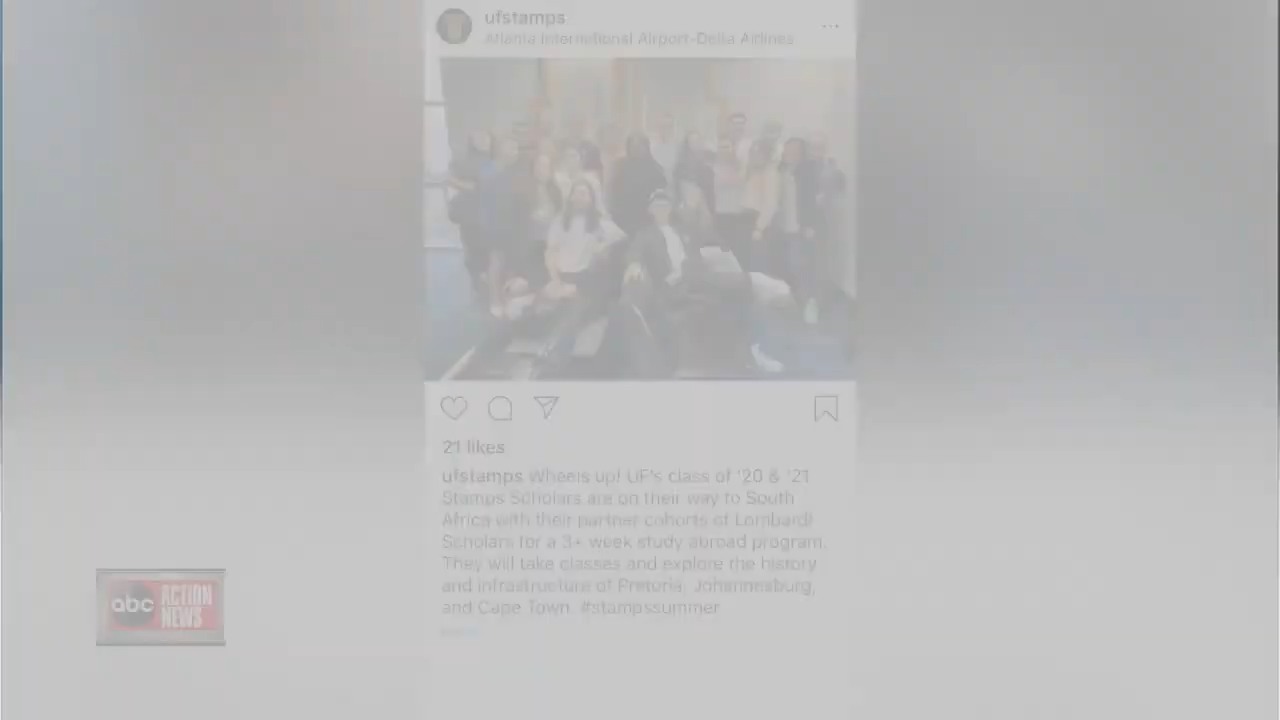 ufstamps
Atlanta International Airport-Delta Airlines
21 likes
ufstamps Wheels up! UF's class of '20 & '21
Stamps Scholars are on their way to South
Africa with their partner cohorts of Lombardi
Scholars for a 3+ week study abroad program.
They will take classes and explore the history
and infrastructure of Pretoria, Johannesburg,
and Cape Town. #stampssummer
abc ACTION
NEWS